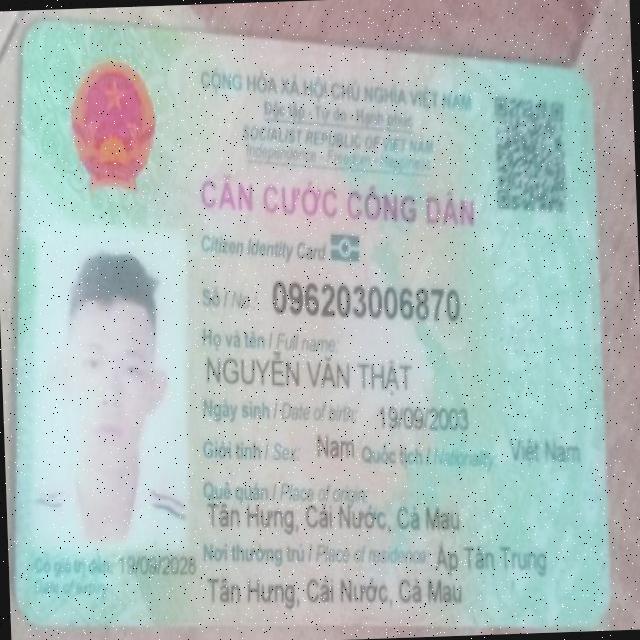 CỘNG HÒA XÃ HỘI CHỦ NGHĨA VIỆT NAM
Độc lập - Tự do - Hạnh phúc
SOCIALIST REPUBLIC OF VIET NAM
Independence - Freedom - Happiness
CĂN CƯỚC CÔNG DÂN
Citizen Identity Card
Số / No.: 096203006870
Họ và tên / Full name:
NGUYỄN VĂN THẬT
Ngày sinh / Date of birth: 19/09/2003
Giới tính / Sex: Nam Quốc tịch / Nationality: Việt Nam
Quê quán / Place of origin:
Tân Hưng, Cái Nước, Cà Mau
Nơi thường trú / Place of residence: Ấp Tân Trung
Tân Hưng, Cái Nước, Cà Mau
Có giá trị đến: 19/09/2028
Date of expiry